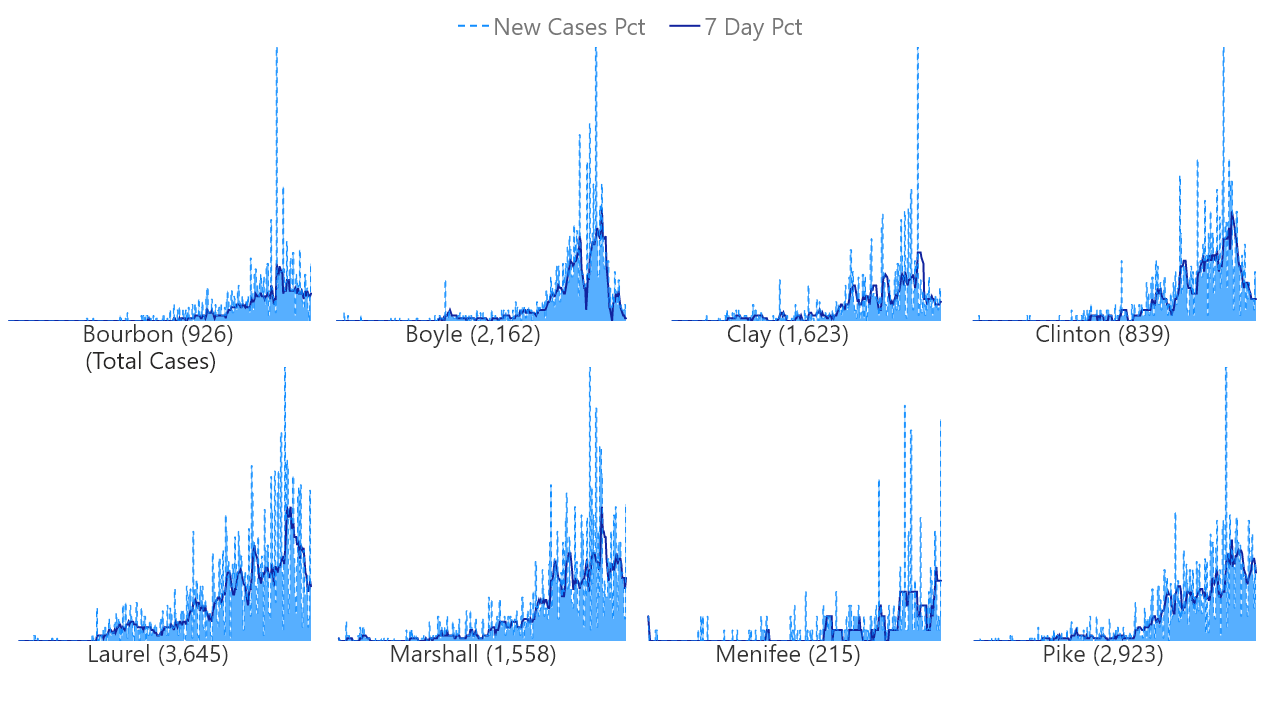 New Cases Pct 7 Day Pct
Bourbon (926) Boyle (2,162) Clay (1,623) Clinton (839)
(Total Cases)
Laurel (3,645) Marshall (1,558) Menifee (215) Pike (2,923)